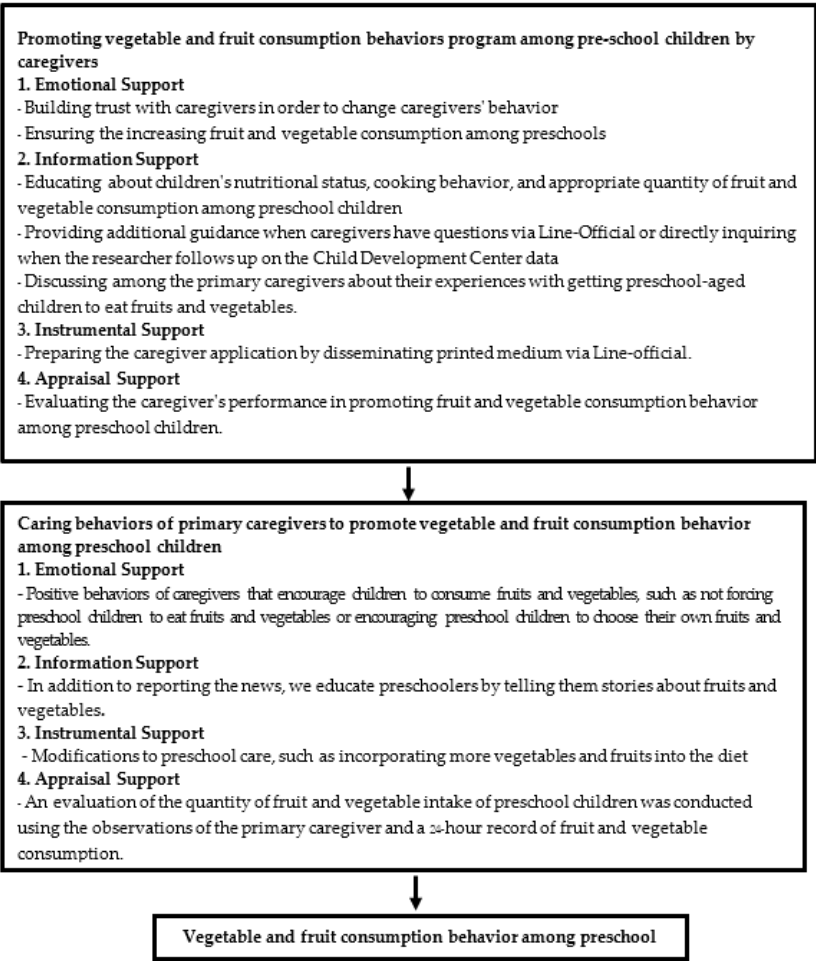 Promoting vegetable and fruit consumption behaviors program among pre-school children by
caregivers
1. Emotional Support
- Building trust with caregivers in order to change caregivers' behavior
- Ensuring the increasing fruit and vegetable consumption among preschools
2. Information Support
- Educating about children's nutritional status, cooking behavior, and appropriate quantity of fruit and
vegetable consumption among preschool children
- Providing additional guidance when caregivers have questions via Line-Official or directly inquiring
when the researcher follows up on the Child Development Center data
- Discussing among the primary caregivers about their experiences with getting preschool-aged
children to eat fruits and vegetables.
3. Instrumental Support
- Preparing the caregiver application by disseminating printed medium via Line-official.
4. Appraisal Support
- Evaluating the caregiver's performance in promoting fruit and vegetable consumption behavior
among preschool children.
Caring behaviors of primary caregivers to promote vegetable and fruit consumption behavior
among preschool children
1. Emotional Support
- Positive behaviors of caregivers that encourage children to consume fruits and vegetables, such as not forcing
preschool children to eat fruits and vegetables or encouraging preschool children to choose their own fruits and
vegetables.
2. Information Support
- In addition to reporting the news, we educate preschoolers by telling them stories about fruits and
vegetables.
3. Instrumental Support
- Modifications to preschool care, such as incorporating more vegetables and fruits into the diet
4. Appraisal Support
- An evaluation of the quantity of fruit and vegetable intake of preschool children was conducted
using the observations of the primary caregiver and a 24-hour record of fruit and vegetable
consumption.
Vegetable and fruit consumption behavior among preschool